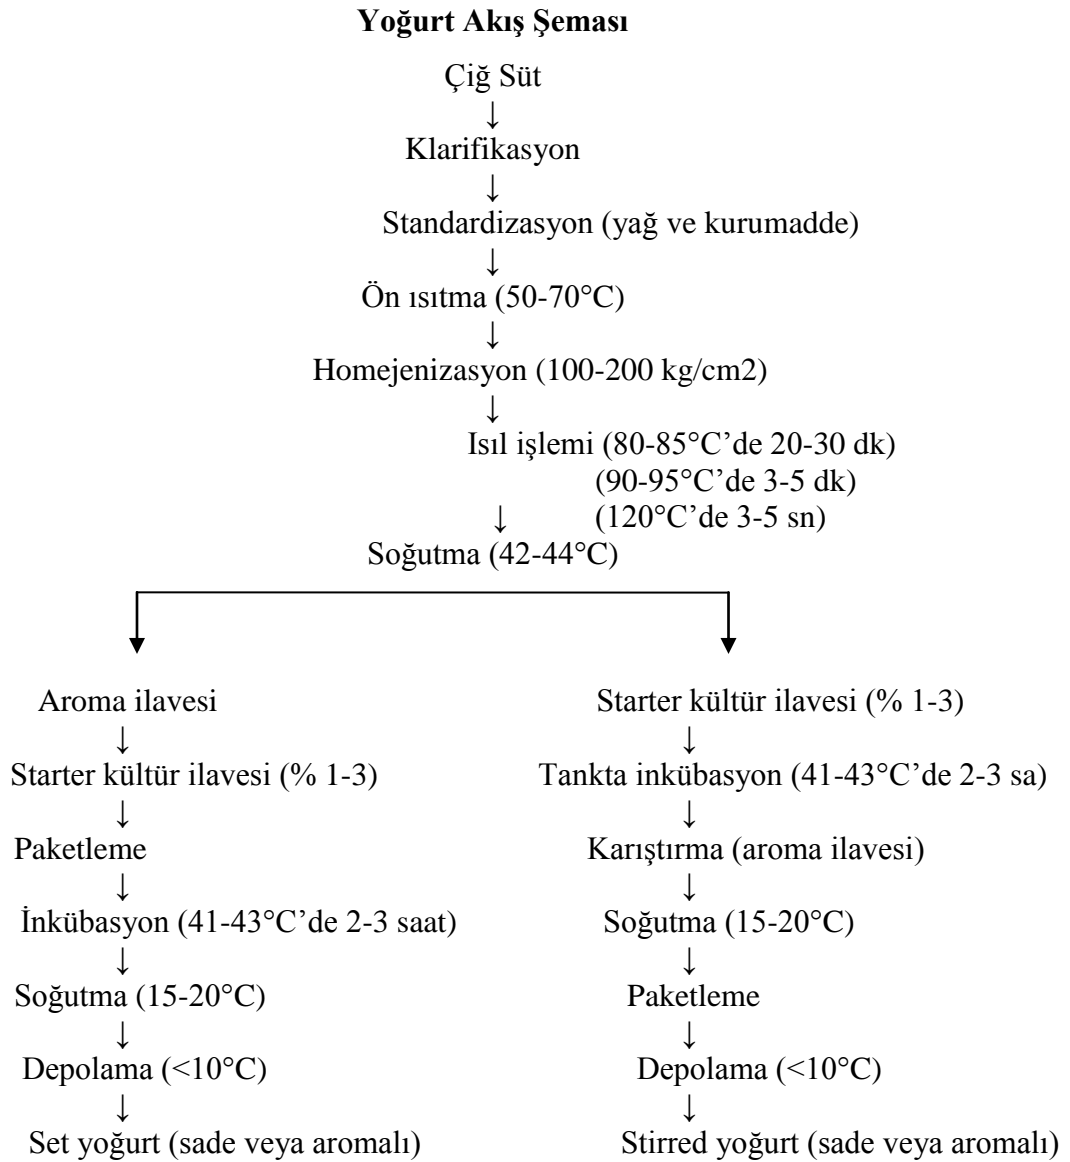 Yoğurt Akış Şeması
Çiğ Süt
↓
Klarifikasyon
↓
Standardizasyon (yağ ve kurumadde)
↓
Ön ısıtma (50-70°C)
↓
Homejenizasyon (100-200 kg/cm2)
↓
Isıl işlemi (80-85°C’de 20-30 dk)
(90-95°C’de 3-5 dk)
↓ (120°C’de 3-5 sn)
Soğutma (42-44°C)
Aroma ilavesi
↓
Starter kültür ilavesi (% 1-3)
↓
Paketleme
↓
İnkübasyon (41-43°C’de 2-3 saat)
↓
Soğutma (15-20°C)
↓
Depolama (<10°C)
↓
Set yoğurt (sade veya aromalı)
Starter kültür ilavesi (% 1-3)
↓
Tankta inkübasyon (41-43°C’de 2-3 sa)
↓
Karıştırma (aroma ilavesi)
↓
Soğutma (15-20°C)
↓
Paketleme
↓
Depolama (<10°C)
↓
Stirred yoğurt (sade veya aromalı)